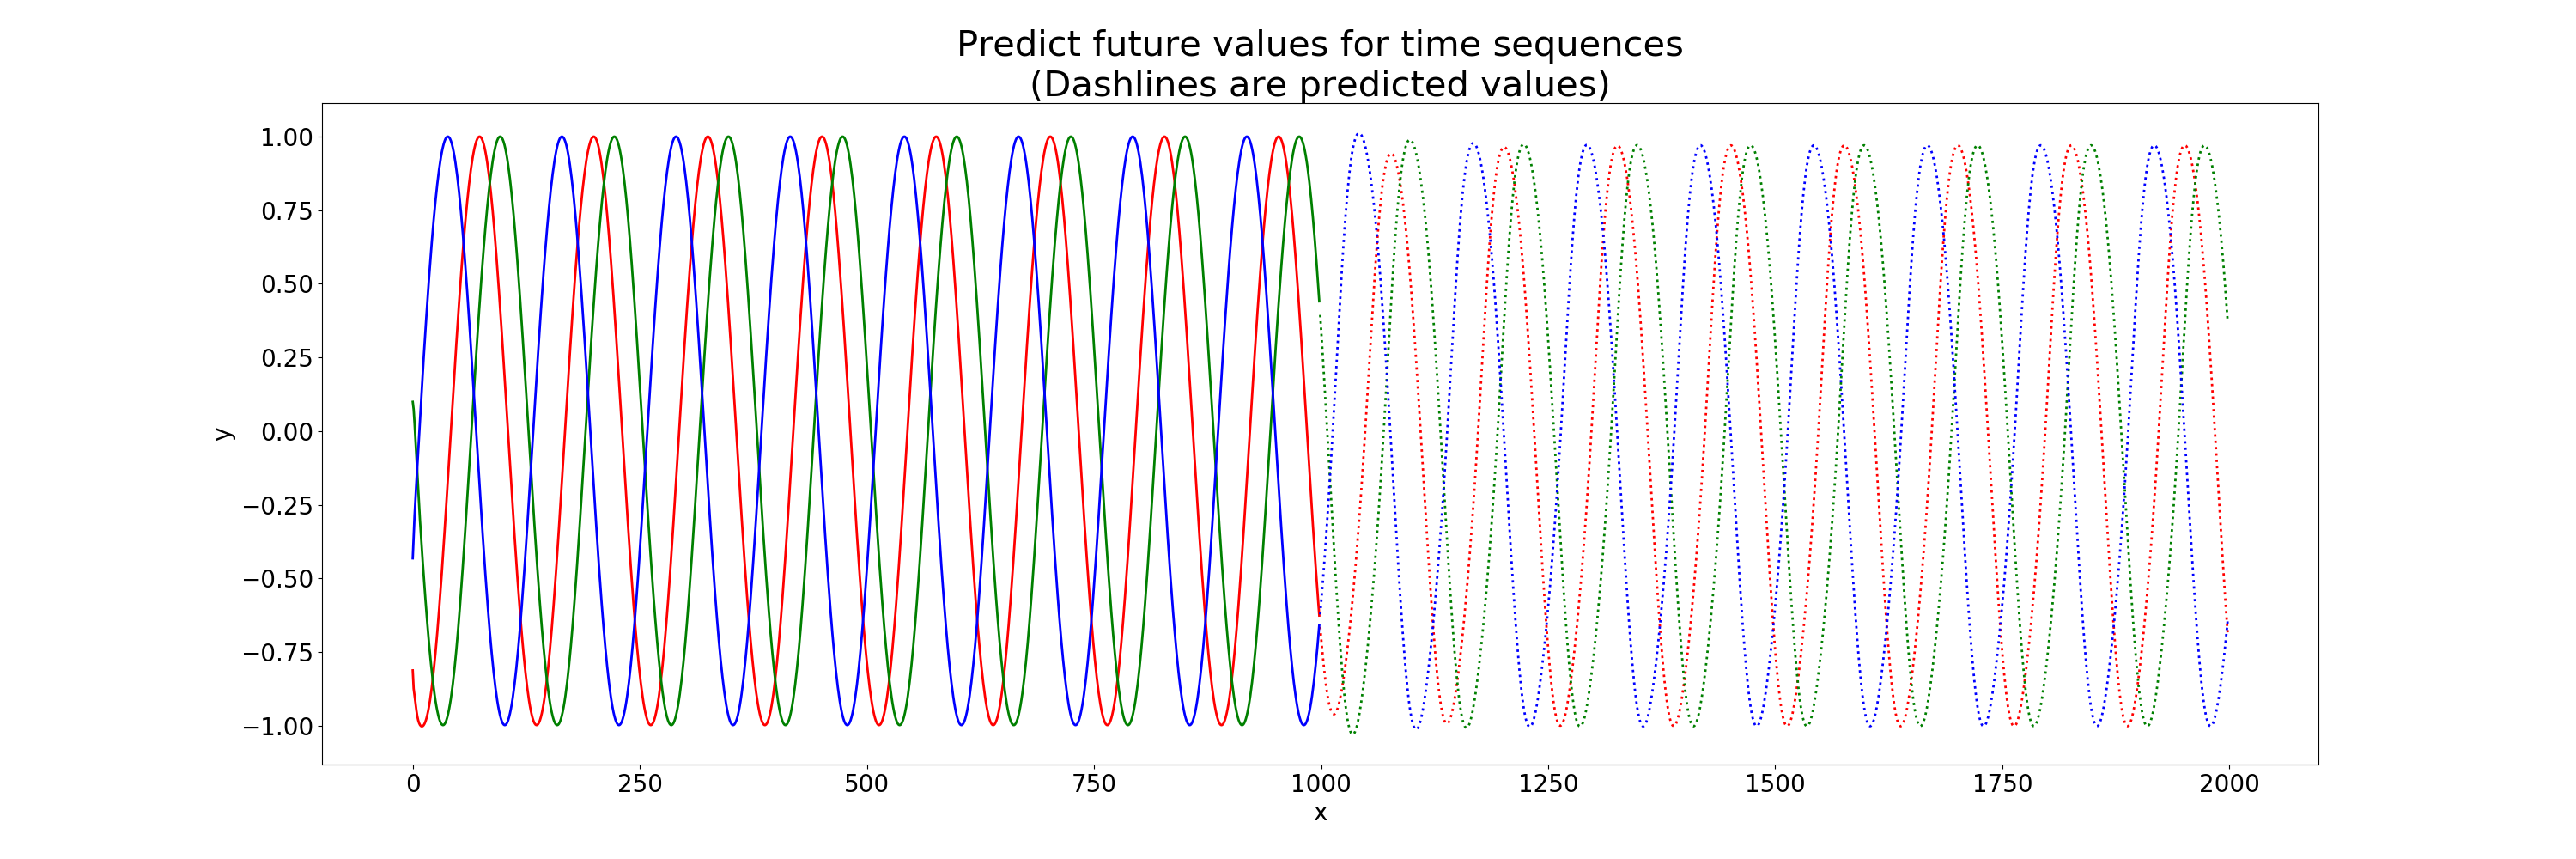 Predict future values for time sequences
(Dashlines are predicted values)
1.00
0.75
0.50
0.25
0.00
−0.25
−0.50
−0.75
−1.00
y
0 250 500 750 1000 1250 1500 1750 2000
x